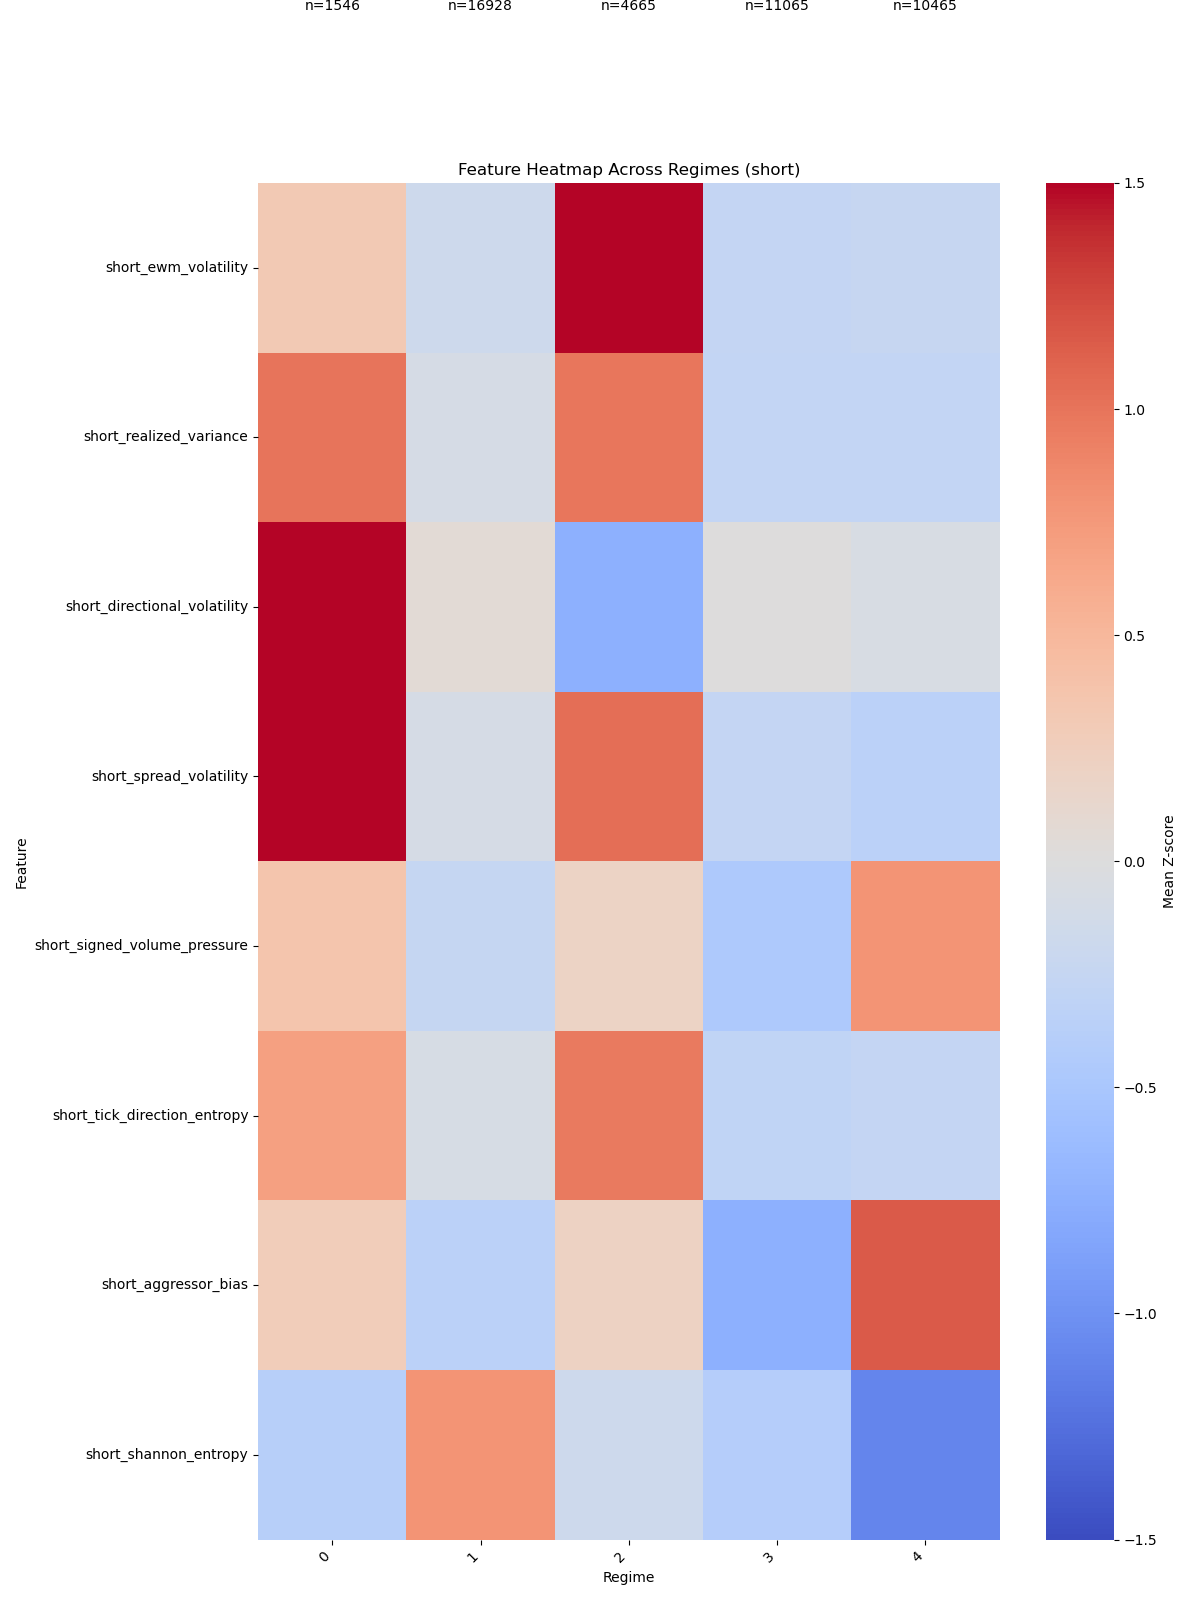 n=1546 n=16928 n=4665 n=11065 n=10465
Feature Heatmap Across Regimes (short)
short_ewm_volatility
short_realized_variance
short_directional_volatility
short_spread_volatility
short_signed_volume_pressure
short_tick_direction_entropy
short_aggressor_bias
short_shannon_entropy
Feature
0 1 2 3 4
Regime
1.5
1.0
0.5
0.0
−0.5
−1.0
−1.5
Mean Z-score